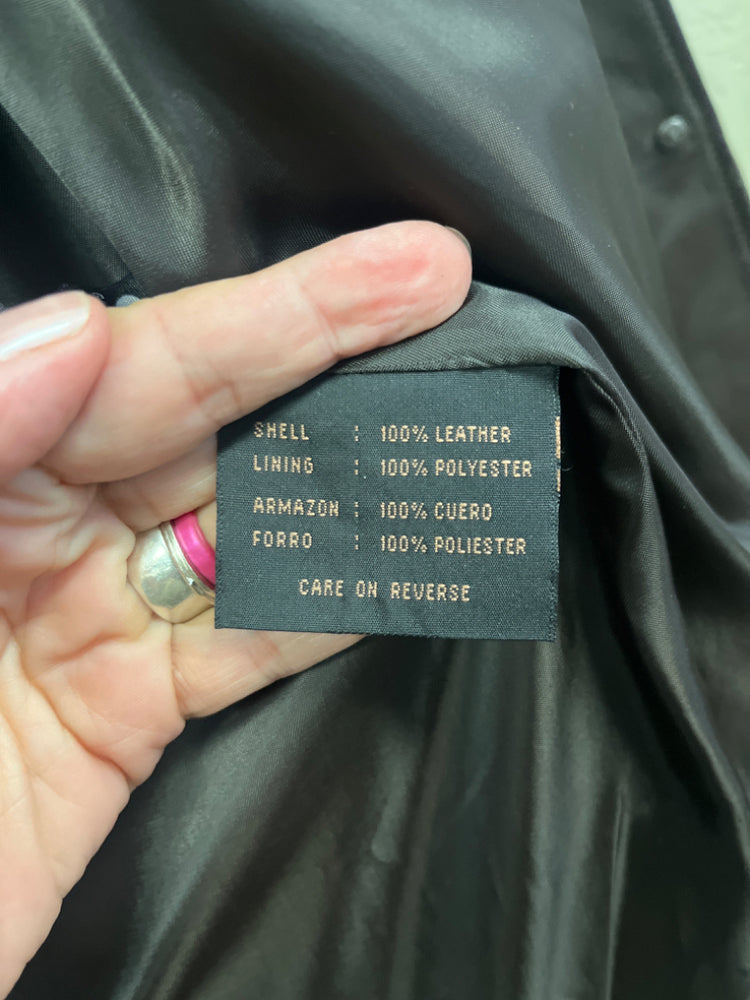 SHELL : 100% LEATHER
LINING : 100% POLYESTER
ARMAZON : 100% CUERO
FORRO : 100% POLIESTER
CARE ON REVERSE